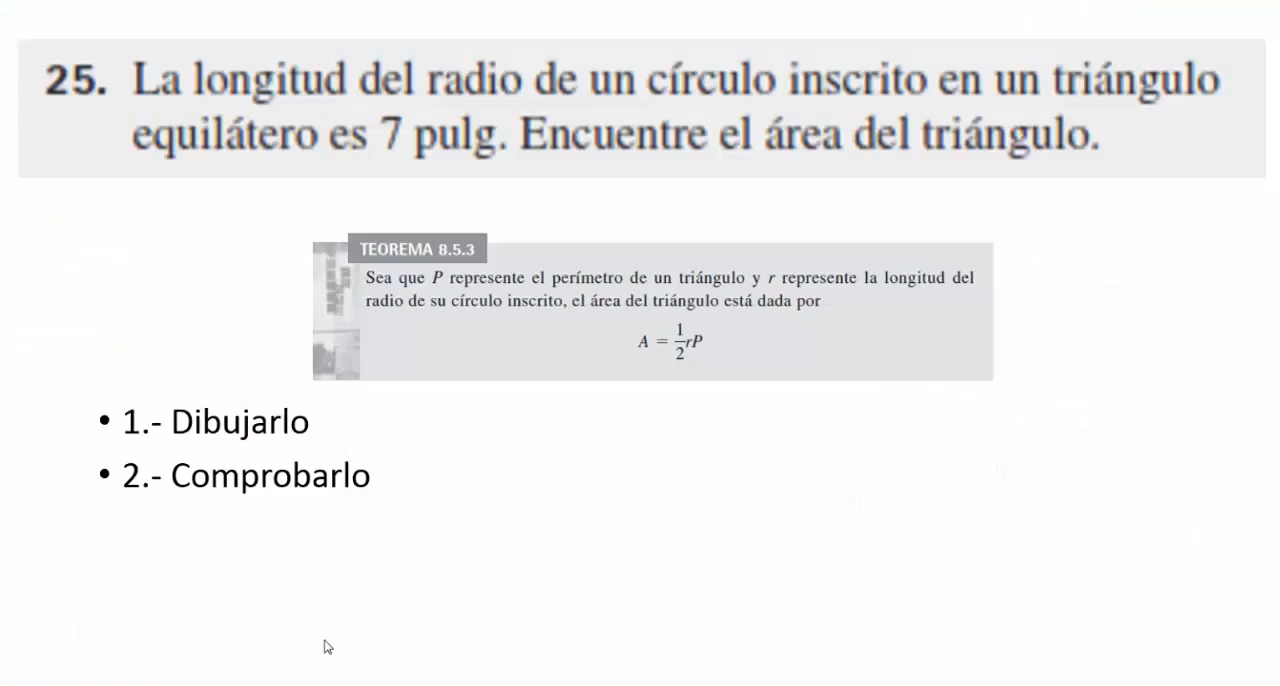 25. La longitud del radio de un círculo inscrito en un triángulo
equilátero es 7 pulg. Encuentre el área del triángulo.
TEOREMA 8.5.3
Sea que P represente el perímetro de un triángulo y r represente la longitud del
radio de su círculo inscrito, el área del triángulo está dada por
A = 1/2 rP
• 1.- Dibujarlo
• 2.- Comprobarlo